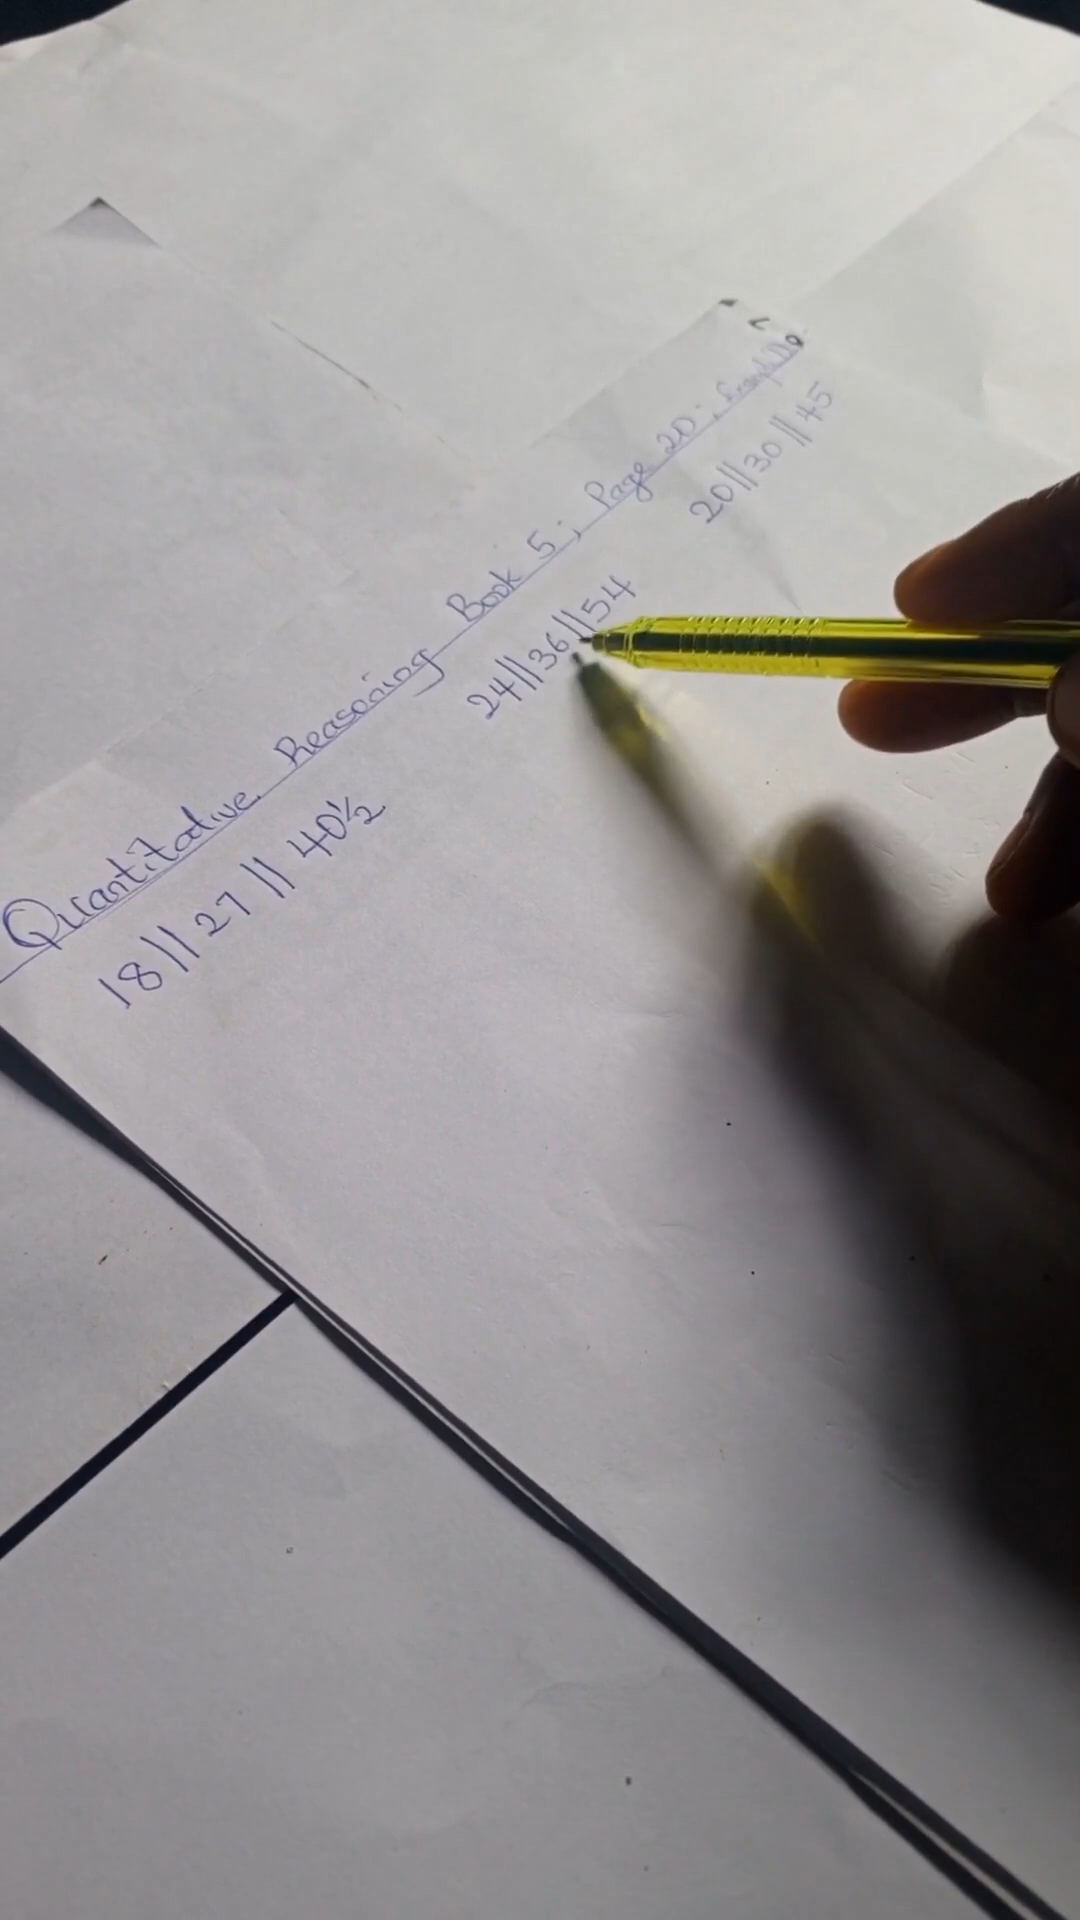 Quantitative Reasoning Book 5; Page 20;
18 || 27 || 40½ 24 || 36 || 54 20 || 30 || 45